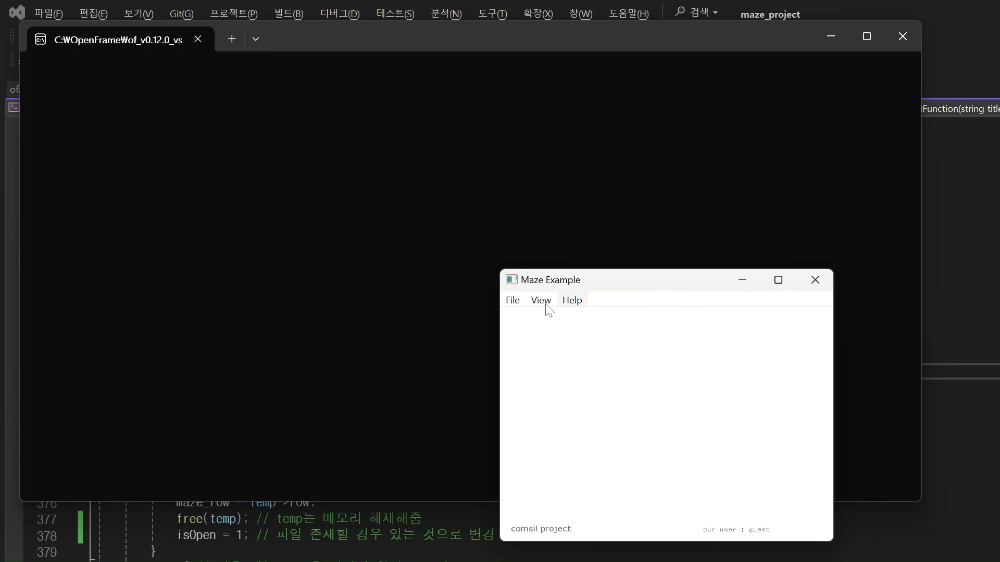 파일(F) 편집(E) 보기(V) Git(G) 프로젝트(P) 빌드(B) 디버그(D) 테스트(S) 분석(N) 도구(T) 확장(X) 창(W) 도움말(H) 검색 maze_project
C:₩OpenFrame₩of_v0.12.0_vs
of
Function(string title
Maze Example
File View Help
comsil project
cur user : guest
376 maze_row = temp->row;
377 free(temp); // temp는 메모리 해제해줌
378 isOpen = 1; // 파일 존재할 경우 있는 것으로 변경
379 }